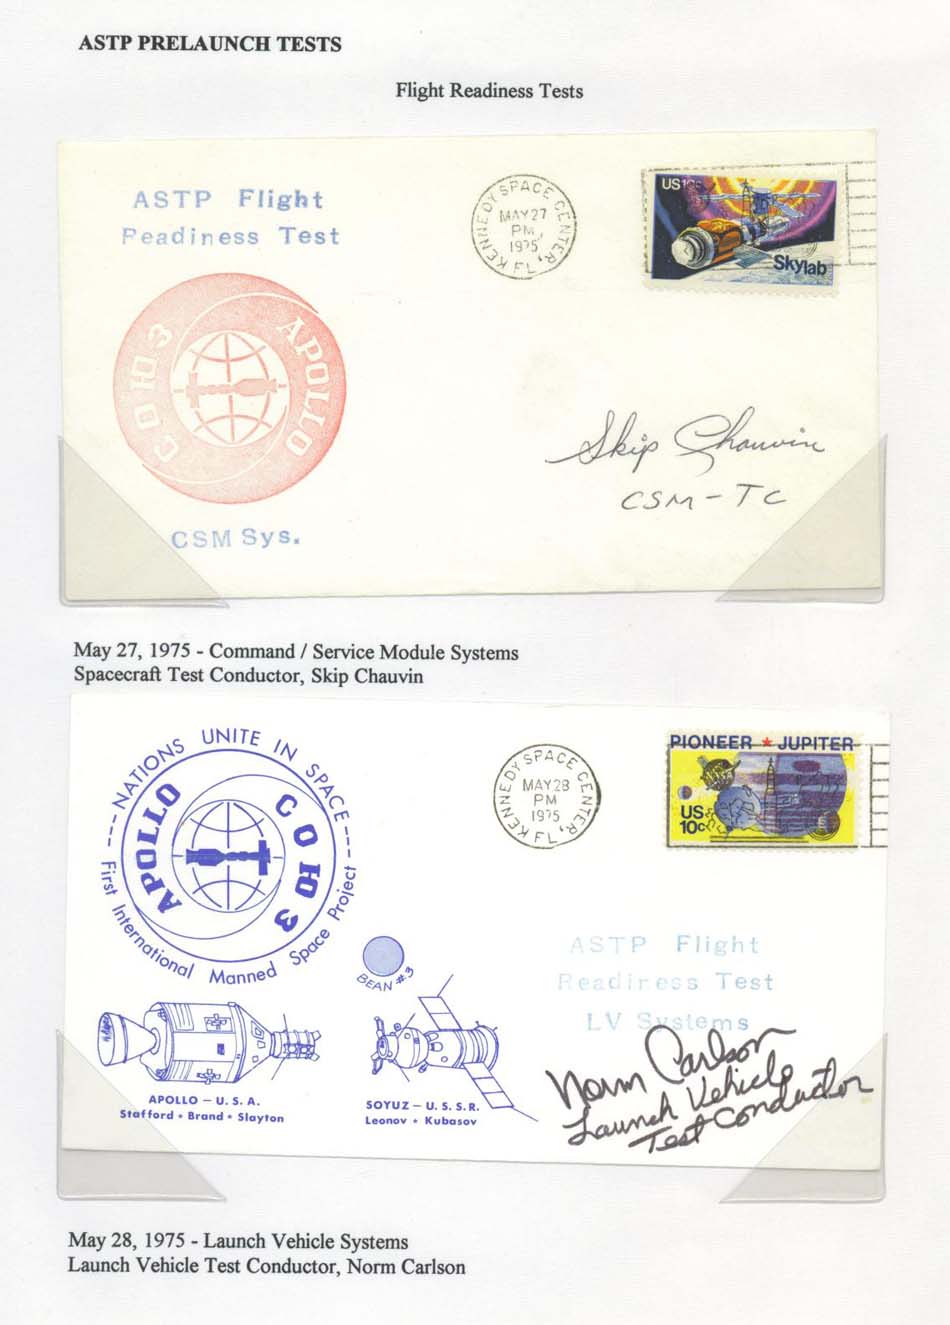 ASTP PRELAUNCH TESTS
Flight Readiness Tests
ASTP Flight
Readiness Test
KENNEDY SPACE CENTER, FL,
MAY 27
PM
1975
US 10c
Skylab
СОЮЗ APOLLO
Skip Chauvin
CSM - TC
CSM Sys.
May 27, 1975 - Command / Service Module Systems
Spacecraft Test Conductor, Skip Chauvin
---NATIONS UNITE IN SPACE---
APOLLO СОЮЗ
First International Manned Space Project
KENNEDY SPACE CENTER, FL,
MAY 28
PM
1975
PIONEER ★ JUPITER
US
10c
BEAN #3
ASTP Flight
Readiness Test
LV Systems
Norm Carlson
Launch Vehicle
Test Conductor
APOLLO – U.S.A.
Stafford • Brand • Slayton
SOYUZ – U.S.S.R.
Leonov • Kubasov
May 28, 1975 - Launch Vehicle Systems
Launch Vehicle Test Conductor, Norm Carlson